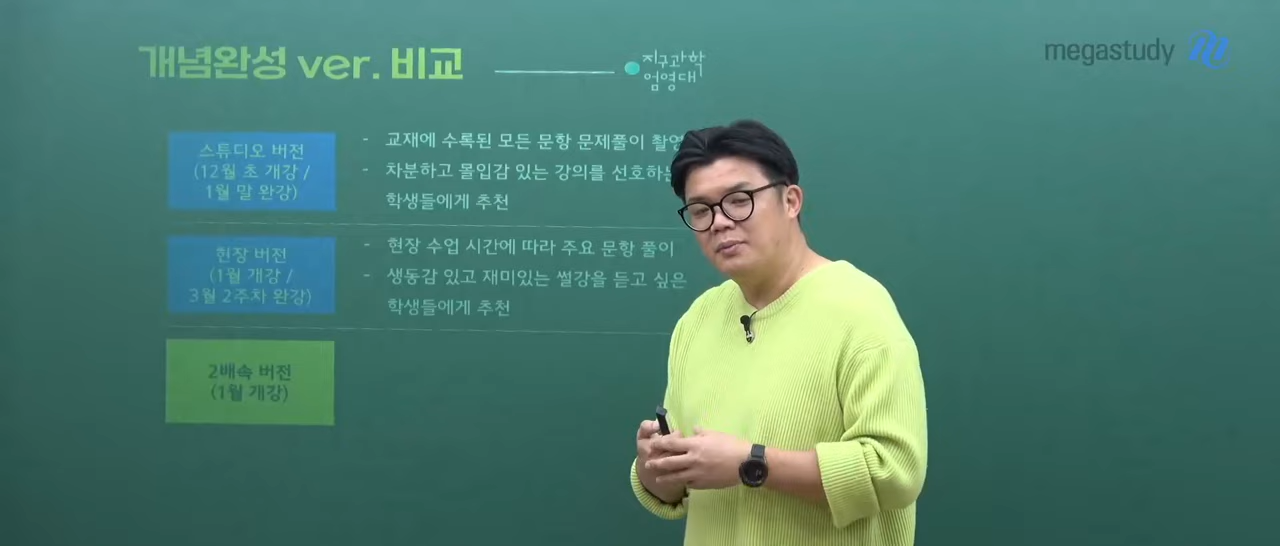 개념완성 ver. 비교
지구과학
엄영대
megastudy
스튜디오 버전
(12월 초 개강 /
1월 말 완강)
- 교재에 수록된 모든 문항 문제풀이 촬영
- 차분하고 몰입감 있는 강의를 선호하는
학생들에게 추천
현장 버전
(1월 개강 /
3월 2주차 완강)
- 현장 수업 시간에 따라 주요 문항 풀이
- 생동감 있고 재미있는 썰강을 듣고 싶은
학생들에게 추천
2배속 버전
(1월 개강)